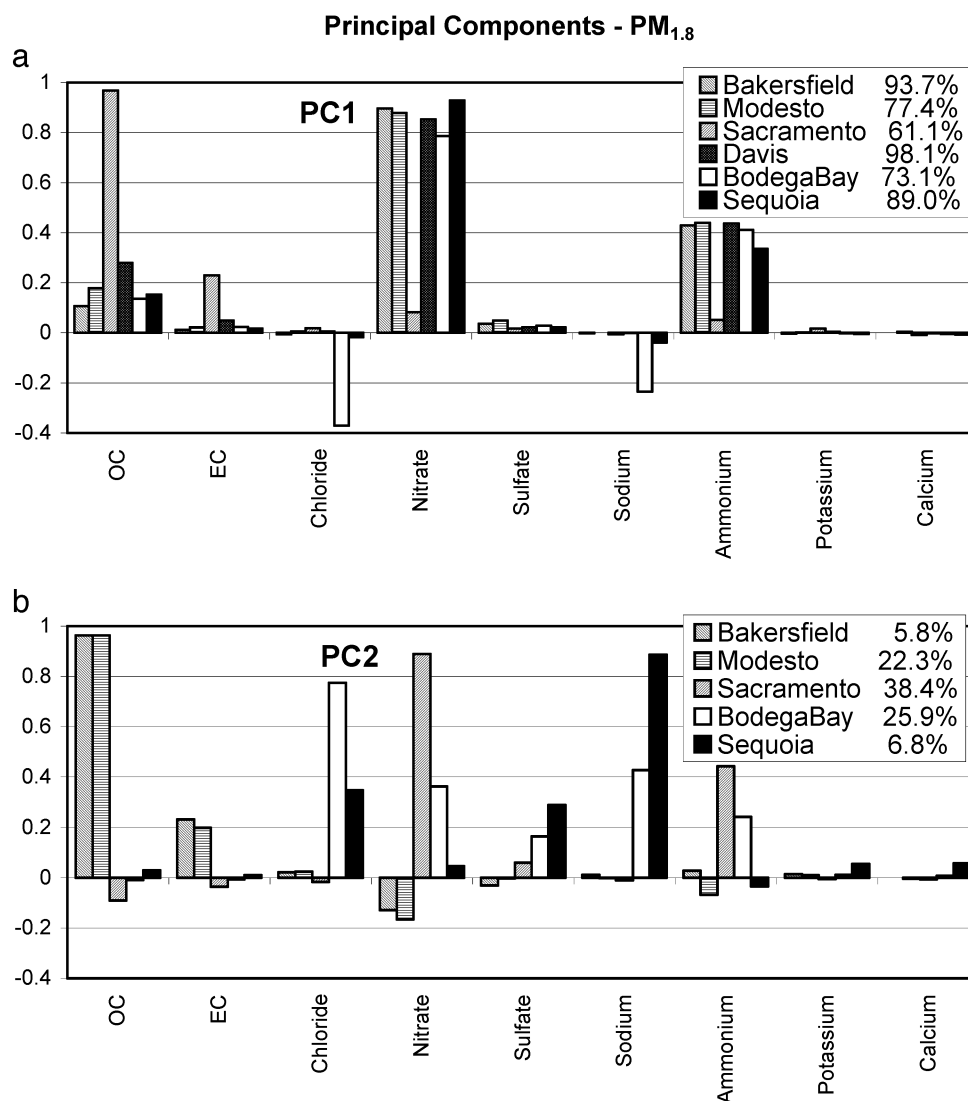 Principal Components - PM1.8
a
PC1
Bakersfield 93.7%
Modesto 77.4%
Sacramento 61.1%
Davis 98.1%
BodegaBay 73.1%
Sequoia 89.0%
1
0.8
0.6
0.4
0.2
0
-0.2
-0.4
OC
EC
Chloride
Nitrate
Sulfate
Sodium
Ammonium
Potassium
Calcium
b
PC2
Bakersfield 5.8%
Modesto 22.3%
Sacramento 38.4%
BodegaBay 25.9%
Sequoia 6.8%
1
0.8
0.6
0.4
0.2
0
-0.2
-0.4
OC
EC
Chloride
Nitrate
Sulfate
Sodium
Ammonium
Potassium
Calcium